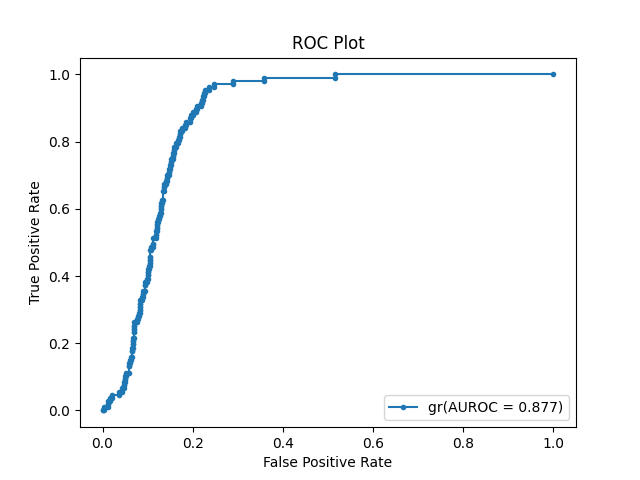 ROC Plot
True Positive Rate
1.0
0.8
0.6
0.4
0.2
0.0
gr(AUROC = 0.877)
0.0 0.2 0.4 0.6 0.8 1.0
False Positive Rate